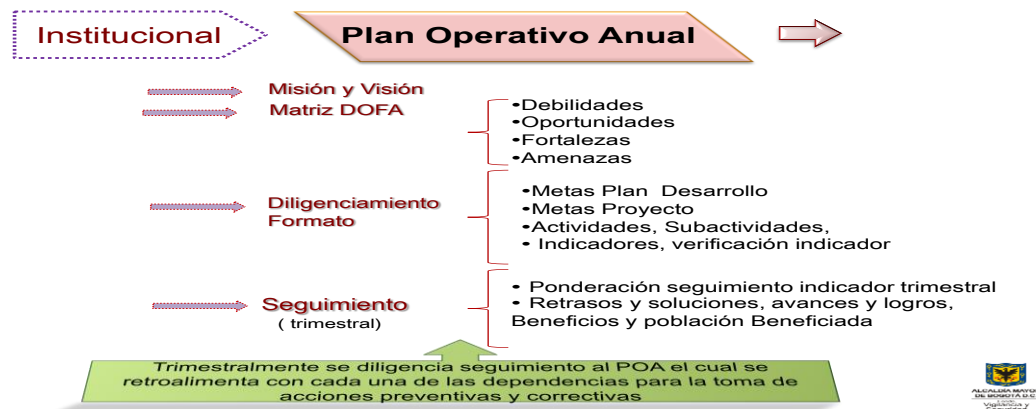 Institucional
Plan Operativo Anual
Misión y Visión
Matriz DOFA
•Debilidades
•Oportunidades
•Fortalezas
•Amenazas
Diligenciamiento
Formato
•Metas Plan Desarrollo
•Metas Proyecto
•Actividades, Subactividades,
• Indicadores, verificación indicador
Seguimiento
( trimestral)
• Ponderación seguimiento indicador trimestral
• Retrasos y soluciones, avances y logros,
Beneficios y población Beneficiada
Trimestralmente se diligencia seguimiento al POA el cual se
retroalimenta con cada una de las dependencias para la toma de
acciones preventivas y correctivas
ALCALDÍA MAYOR
DE BOGOTÁ D.C.
Vigilancia y